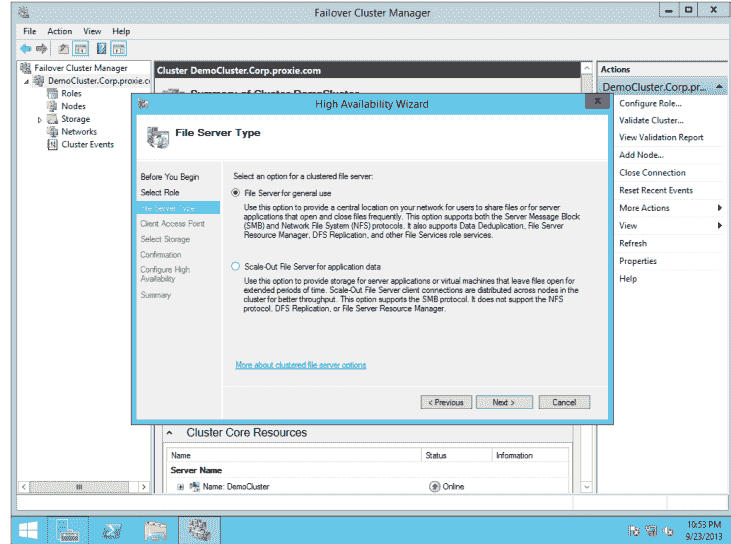 Failover Cluster Manager
File Action View Help
Failover Cluster Manager
DemoCluster.Corp.proxie.c
Roles
Nodes
Storage
Networks
Cluster Events
Cluster DemoCluster.Corp.proxie.com
Summary of Cluster DemoCluster
High Availability Wizard
File Server Type
Before You Begin
Select Role
File Server Type
Client Access Point
Select Storage
Confirmation
Configure High
Availability
Summary
Select an option for a clustered file server:
File Server for general use
Use this option to provide a central location on your network for users to share files or for server
applications that open and close files frequently. This option supports both the Server Message Block
(SMB) and Network File System (NFS) protocols. It also supports Data Deduplication, File Server
Resource Manager, DFS Replication, and other File Services role services.
Scale-Out File Server for application data
Use this option to provide storage for server applications or virtual machines that leave files open for
extended periods of time. Scale-Out File Server client connections are distributed across nodes in the
cluster for better throughput. This option supports the SMB protocol. It does not support the NFS
protocol, DFS Replication, or File Server Resource Manager.
More about clustered file server options
< Previous Next > Cancel
Cluster Core Resources
Name Status Information
Server Name
Name: DemoCluster Online
Actions
DemoCluster.Corp.pr...
Configure Role...
Validate Cluster...
View Validation Report
Add Node...
Close Connection
Reset Recent Events
More Actions
View
Refresh
Properties
Help
10:53 PM
9/23/2013